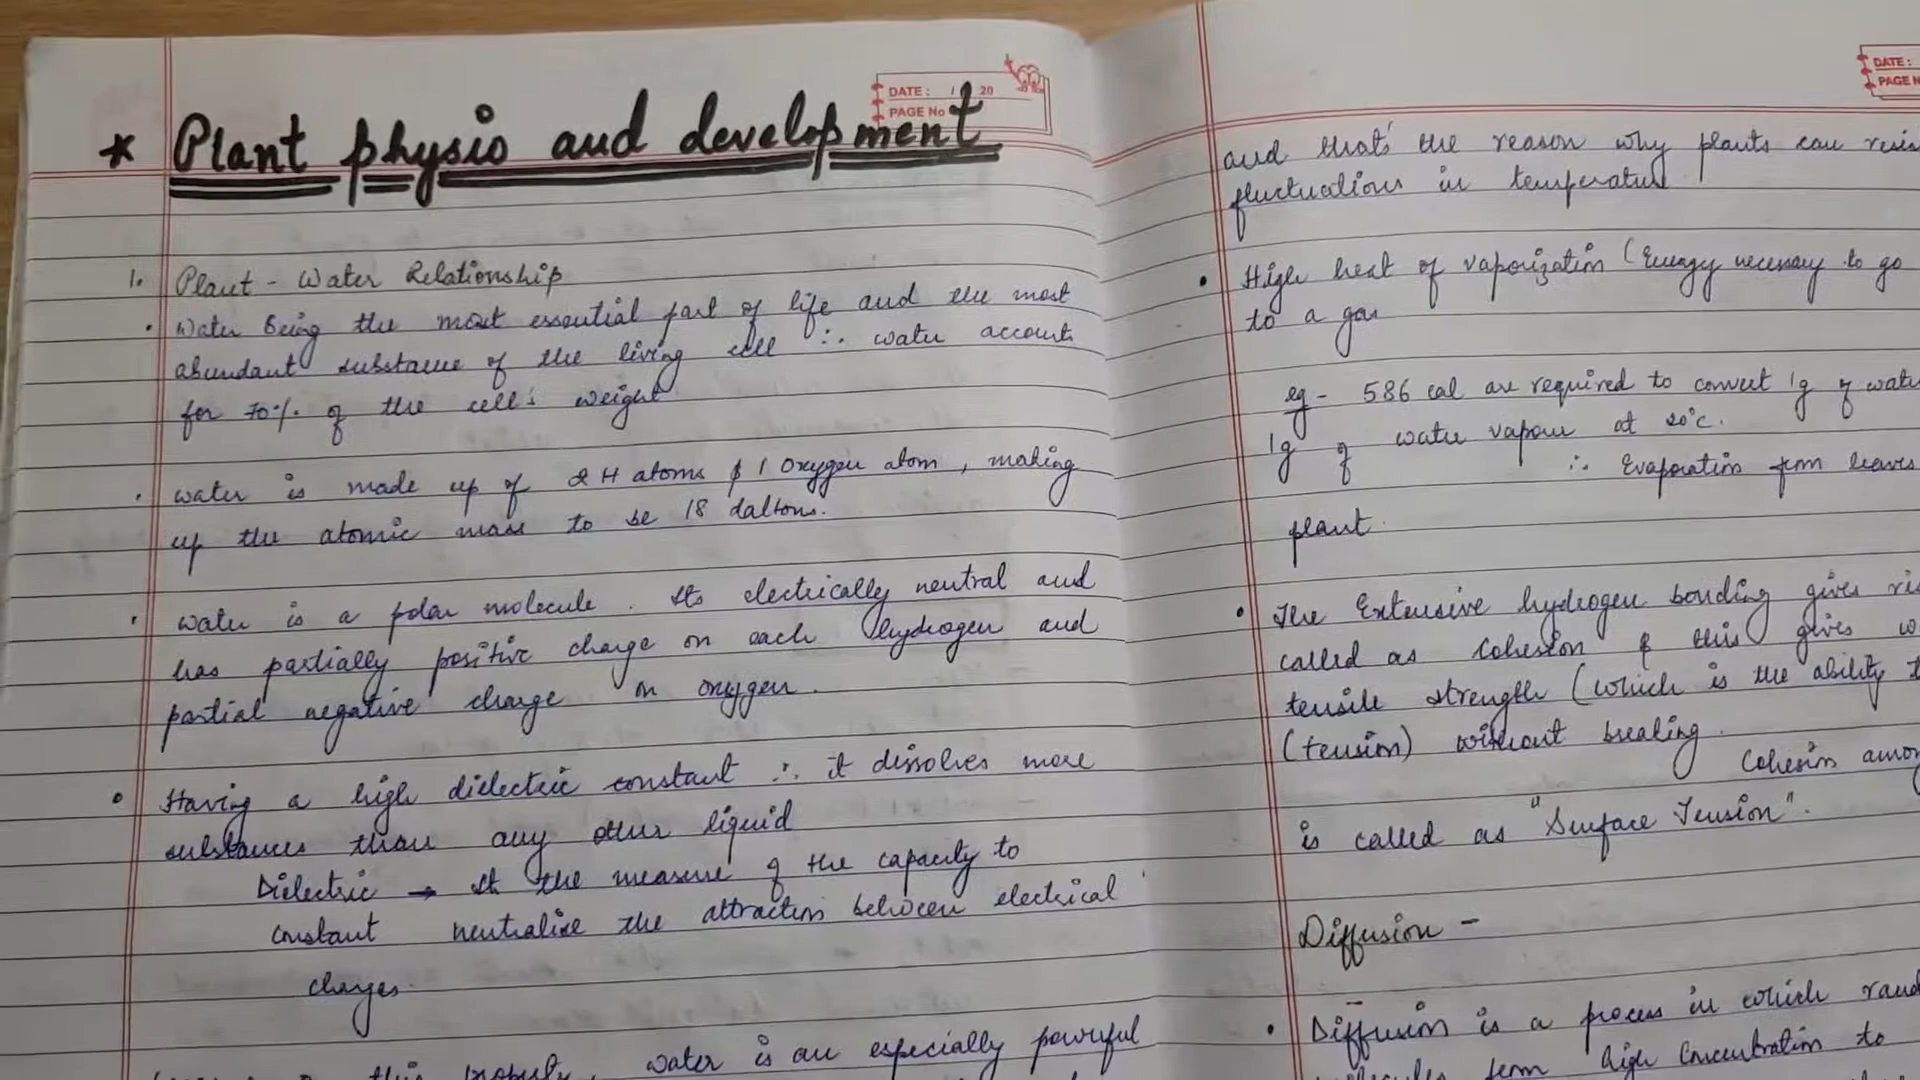 DATE: / 20
PAGE No
* Plant physio and development
1. Plant - Water Relationship
• Water Being the most essential part of life and the most
abundant substance of the living cell ∴ water account
for 70% of the cell's weight.
• water is made up of 2 H atoms & 1 Oxygen atom, making
up the atomic mass to be 18 daltons.
• water is a polar molecule. Its electrically neutral and
has partially positive charge on each hydrogen and
partial negative charge on oxygen.
• Having a high dielectric constant ∴ it dissolves more
substances than any other liquid
Dielectric → It the measure of the capacity to
constant neutralise the attraction between electrical
charges.
this property, water is an especially powerful
DATE:
PAGE N
and that's the reason why plants can
fluctuations in temperature
• High heat of vaporization (Energy necessary to go
to a gas
eg - 586 cal are required to convert 1g of
1g of water vapour at 20°c.
∴ Evaporation from leaves
plant.
• The Extensive hydrogen bonding gives
called as Cohesion & this gives
tensile strength (which is the ability
(tension) without breaking.
Cohesion
is called as "Surface Tension".
Diffusion -
• Diffusion is a process in which
from high concentration to